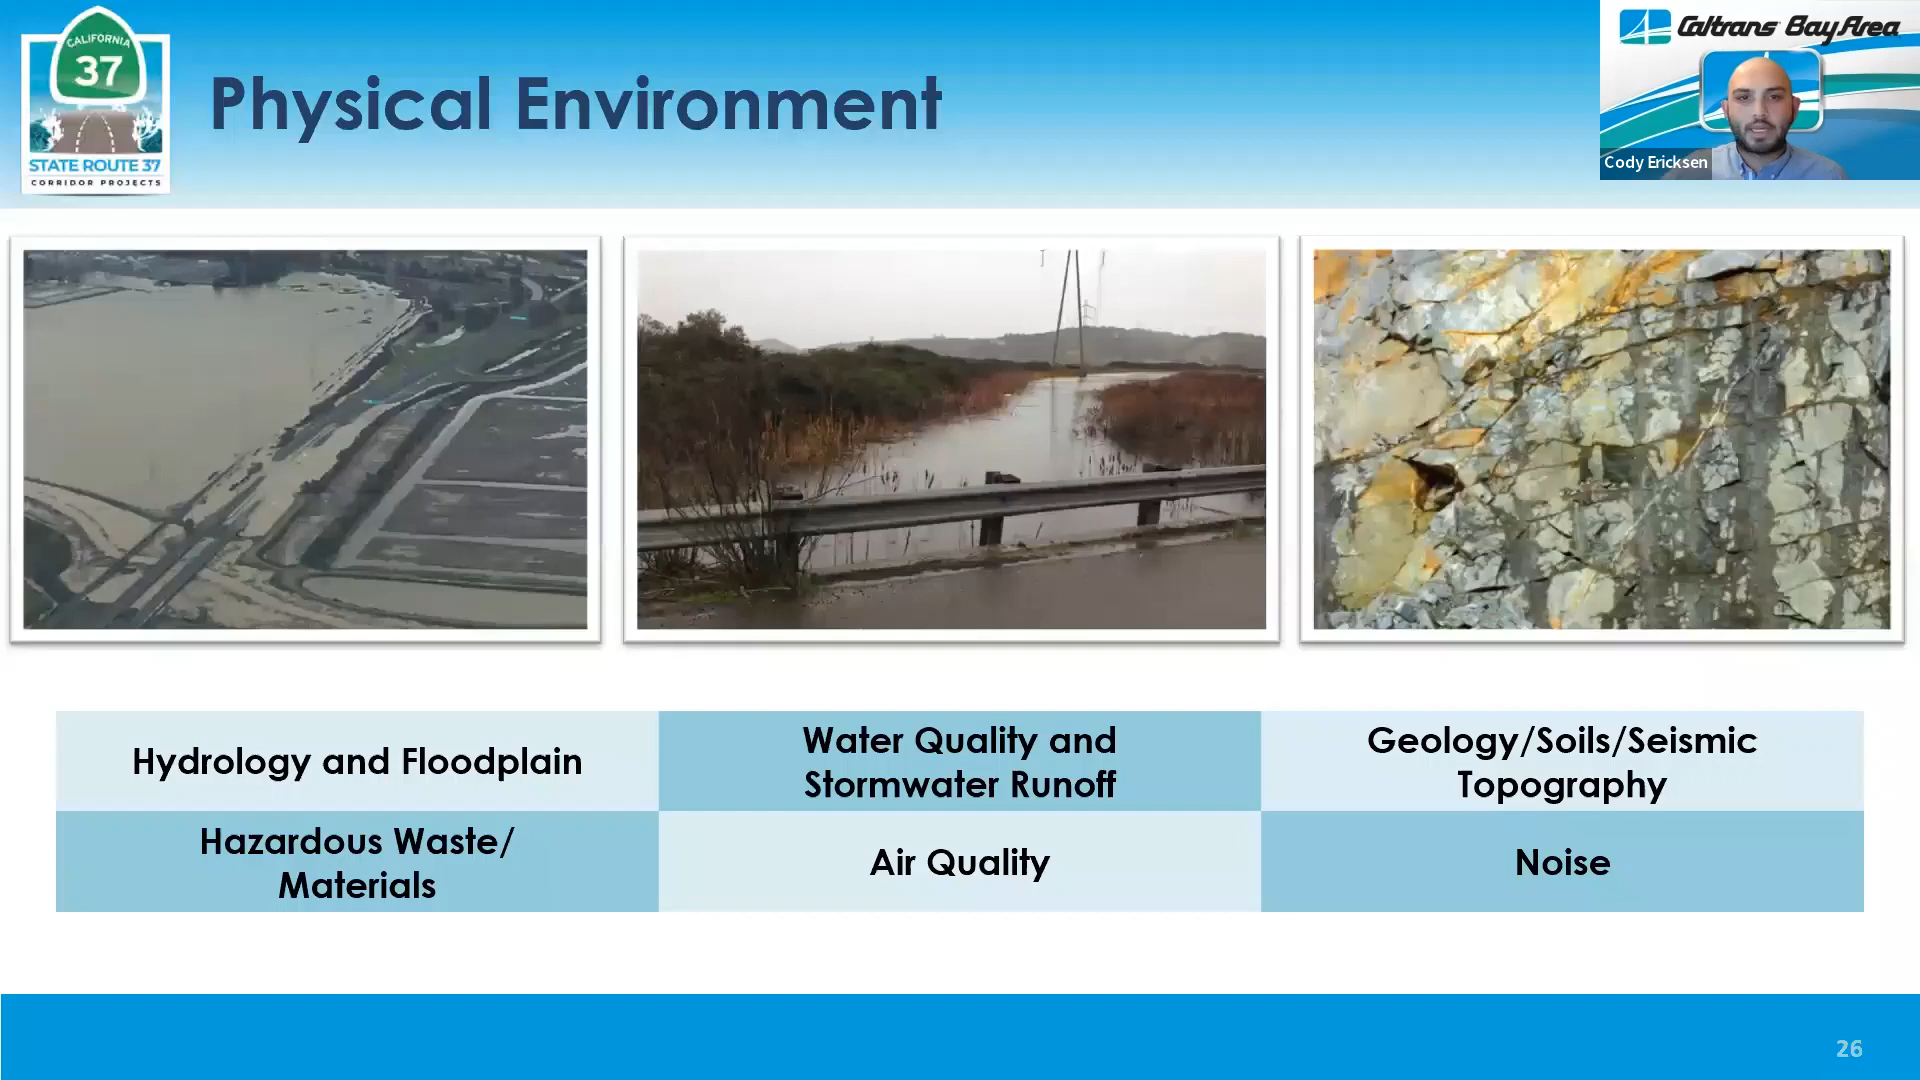 CALIFORNIA
37
STATE ROUTE 37
CORRIDOR PROJECTS
Physical Environment
Caltrans Bay Area
Cody Ericksen
Hydrology and Floodplain
Water Quality and
Stormwater Runoff
Geology/Soils/Seismic
Topography
Hazardous Waste/
Materials
Air Quality
Noise
26